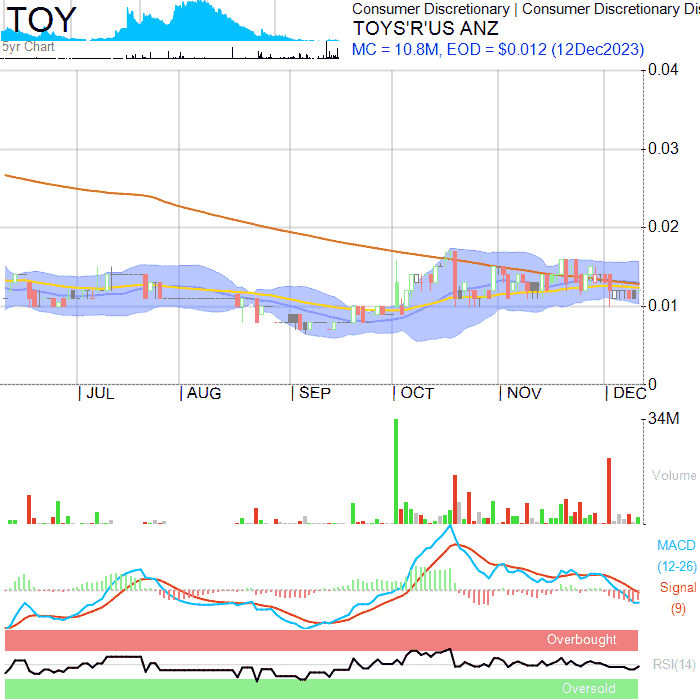 TOY
5yr Chart
Consumer Discretionary | Consumer Discretionary Dis
TOYS'R'US ANZ
MC = 10.8M, EOD = $0.012 (12Dec2023)
0.04
0.03
0.02
0.01
0
| JUL | AUG | SEP | OCT | NOV | DEC
34M
Volume
MACD
(12-26)
Signal
(9)
Overbought
RSI(14)
Oversold